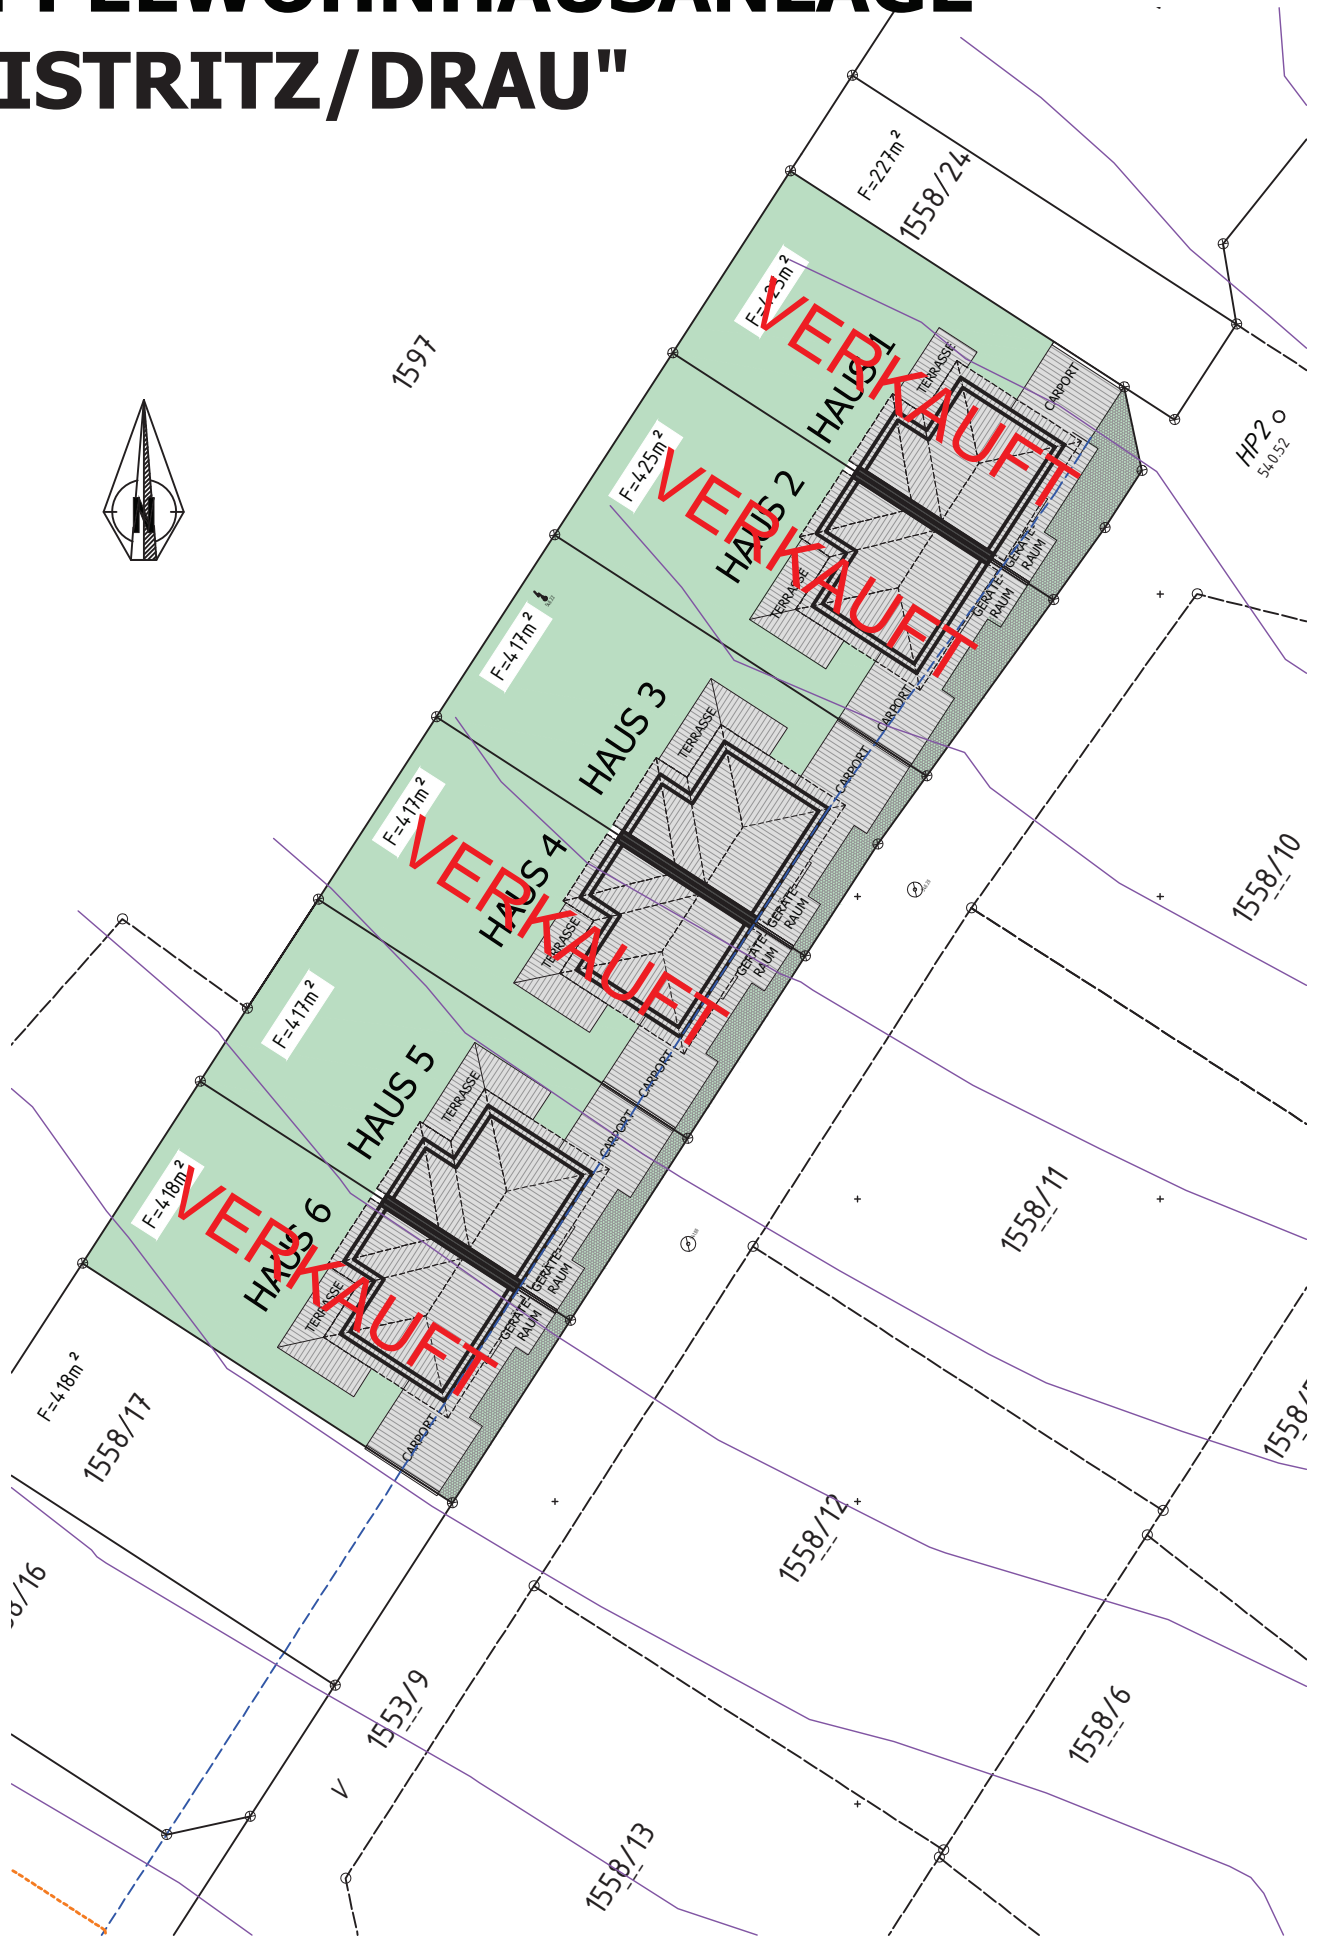 ISTRITZ/DRAU"
F=227m²
1558/24
1597
N
VERKAUFT
HAUS 1
TERRASSE
CARPORT
HP2
540.52
F=425m²
VERKAUFT
HAUS 2
TERRASSE
GERÄTE-
RAUM
GERÄTE-
RAUM
CARPORT
F=417m²
HAUS 3
TERRASSE
CARPORT
F=417m²
VERKAUFT
HAUS 4
TERRASSE
GERÄTE-
RAUM
GERÄTE-
RAUM
CARPORT
1558/10
F=417m²
HAUS 5
TERRASSE
CARPORT
F=418m²
VERKAUFT
HAUS 6
TERRASSE
GERÄTE-
RAUM
GERÄTE-
RAUM
CARPORT
1558/11
F=418m²
1558/17
1558/12
/16
1553/9
V
1558/6
1558/13
1558/